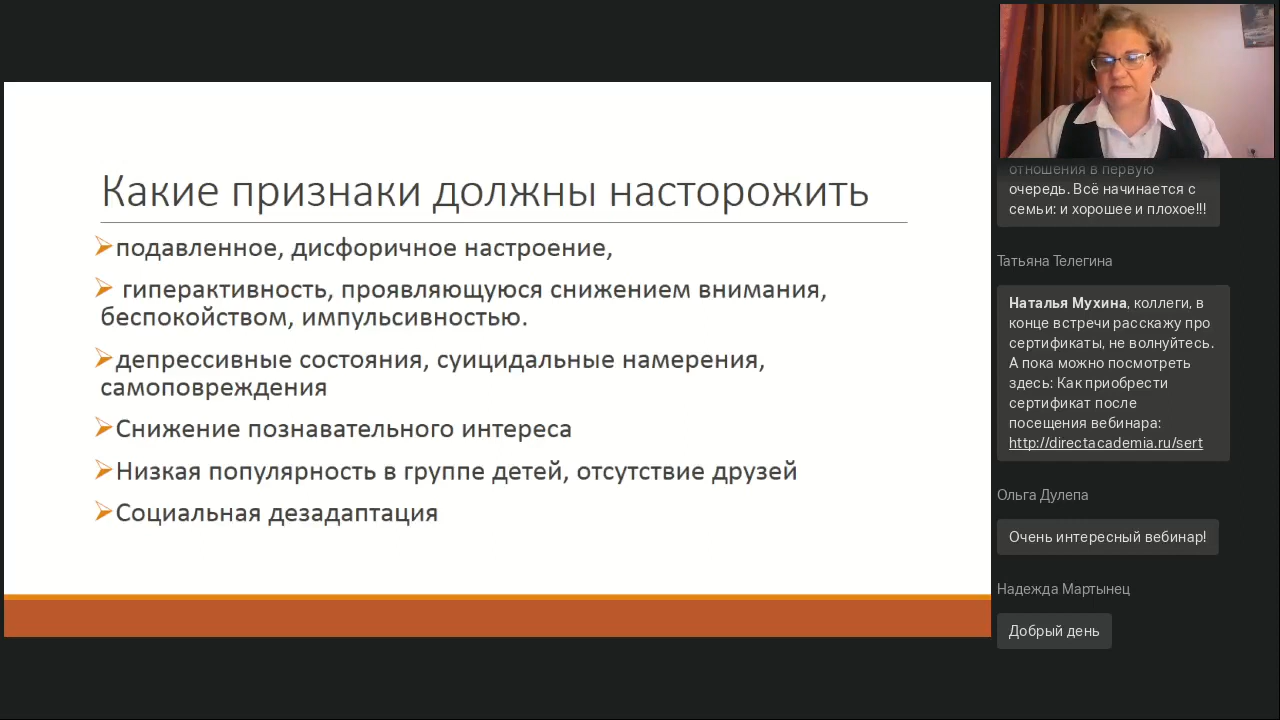 Какие признаки должны насторожить
подавленное, дисфоричное настроение,
гиперактивность, проявляющуюся снижением внимания,
беспокойством, импульсивностью.
депрессивные состояния, суицидальные намерения,
самоповреждения
Снижение познавательного интереса
Низкая популярность в группе детей, отсутствие друзей
Социальная дезадаптация
отношения в первую
очередь. Всё начинается с
семьи: и хорошее и плохое!!!
Татьяна Телегина
Наталья Мухина, коллеги, в
конце встречи расскажу про
сертификаты, не волнуйтесь.
А пока можно посмотреть
здесь: Как приобрести
сертификат после
посещения вебинара:
http://directacademia.ru/sert
Ольга Дулепа
Очень интересный вебинар!
Надежда Мартынец
Добрый день